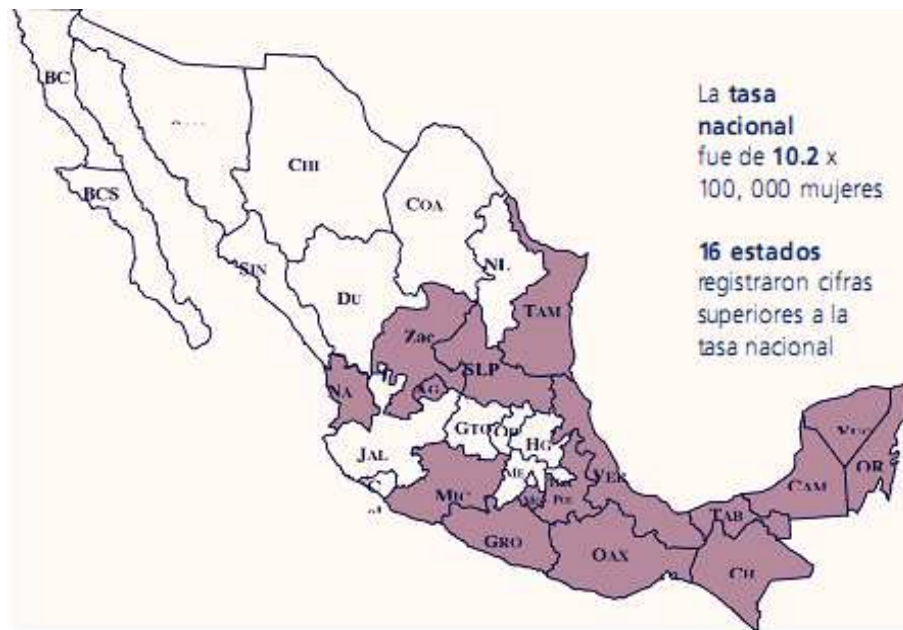 La tasa
nacional
fue de 10.2 x
100, 000 mujeres
16 estados
registraron cifras
superiores a la
tasa nacional
BC
BCS
CHI
COA
NL
SIN
DU
TAM
Zac
SLP
NA
AG
GTO
HG
JAL
VER
MIC
CAM
QR
TAB
GRO
OAX
CH